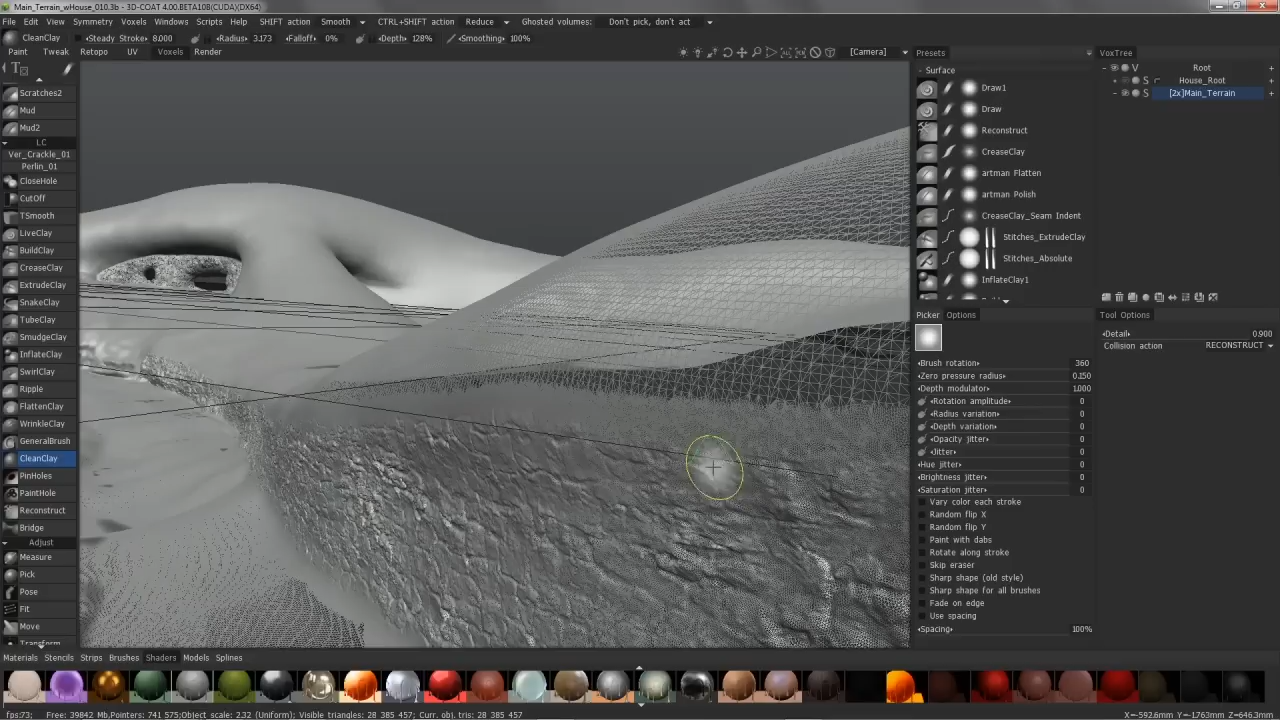 Main_Terrain_wHouse_010.3b - 3D-COAT 4.00.BETA10B(CUDA)(DX64)
File Edit View Symmetry Voxels Windows Scripts Help SHIFT action Smooth CTRL+SHIFT action Reduce Ghosted volumes: Don't pick, don't act
CleanClay Steady Stroke 8.000 Radius 3.173 Falloff 0% Depth 128% Smoothing 100%
Paint Tweak Retopo UV Voxels Render [Camera]
Scratches2
Mud
Mud2
LC
Ver_Crackle_01
Perlin_01
CloseHole
CutOff
TSmooth
LiveClay
BuildClay
CreaseClay
ExtrudeClay
SnakeClay
TubeClay
SmudgeClay
InflateClay
SwirlClay
Ripple
FlattenClay
WrinkleClay
GeneralBrush
CleanClay
PinHoles
PaintHole
Reconstruct
Bridge
Adjust
Measure
Pick
Pose
Fit
Move
Transform
Presets
Surface
Draw1
Draw
Reconstruct
CreaseClay
artman Flatten
artman Polish
CreaseClay_Seam Indent
Stitches_ExtrudeClay
Stitches_Absolute
InflateClay1
Picker Options
Brush rotation 360
Zero pressure radius 0.150
Depth modulator 1.000
Rotation amplitude 0
Radius variation 0
Depth variation 0
Opacity jitter 0
Jitter 0
Hue jitter 0
Brightness jitter 0
Saturation jitter 0
Vary color each stroke
Random flip X
Random flip Y
Paint with dabs
Rotate along stroke
Skip eraser
Sharp shape (old style)
Sharp shape for all brushes
Fade on edge
Use spacing
Spacing 100%
VoxTree
V Root +
+ S House_Root +
- S [2x]Main_Terrain +
Tool Options
Detail 0.900
Collision action RECONSTRUCT
Materials Stencils Strips Brushes Shaders Models Splines
fps:73; Free: 39842 Mb,Pointers: 741 575;Object_scale: 2.32 (Uniform); Visible triangles: 28 385 457; Curr. obj. tris: 28 385 457 X=-592.6mm Y=-1.763mm Z=646.3mm